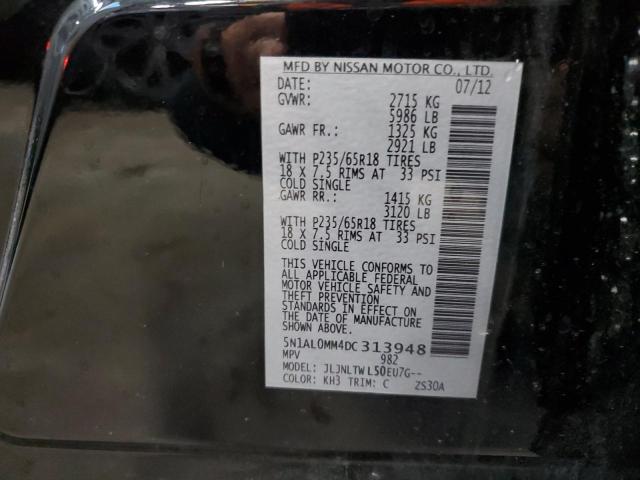 MFD BY NISSAN MOTOR CO., LTD.
DATE: 07/12
GVWR: 2715 KG
5986 LB
GAWR FR.: 1325 KG
2921 LB
WITH P235/65R18 TIRES
18 X 7.5 RIMS AT 33 PSI
COLD SINGLE
GAWR RR.: 1415 KG
3120 LB
WITH P235/65R18 TIRES
18 X 7.5 RIMS AT 33 PSI
COLD SINGLE
THIS VEHICLE CONFORMS TO
ALL APPLICABLE FEDERAL
MOTOR VEHICLE SAFETY AND
THEFT PREVENTION
STANDARDS IN EFFECT ON
THE DATE OF MANUFACTURE
SHOWN ABOVE.
5N1AL0MM4DC313948
MPV 982
MODEL: JLJNLTWL50EU7G--
COLOR: KH3 TRIM: C ZS30A